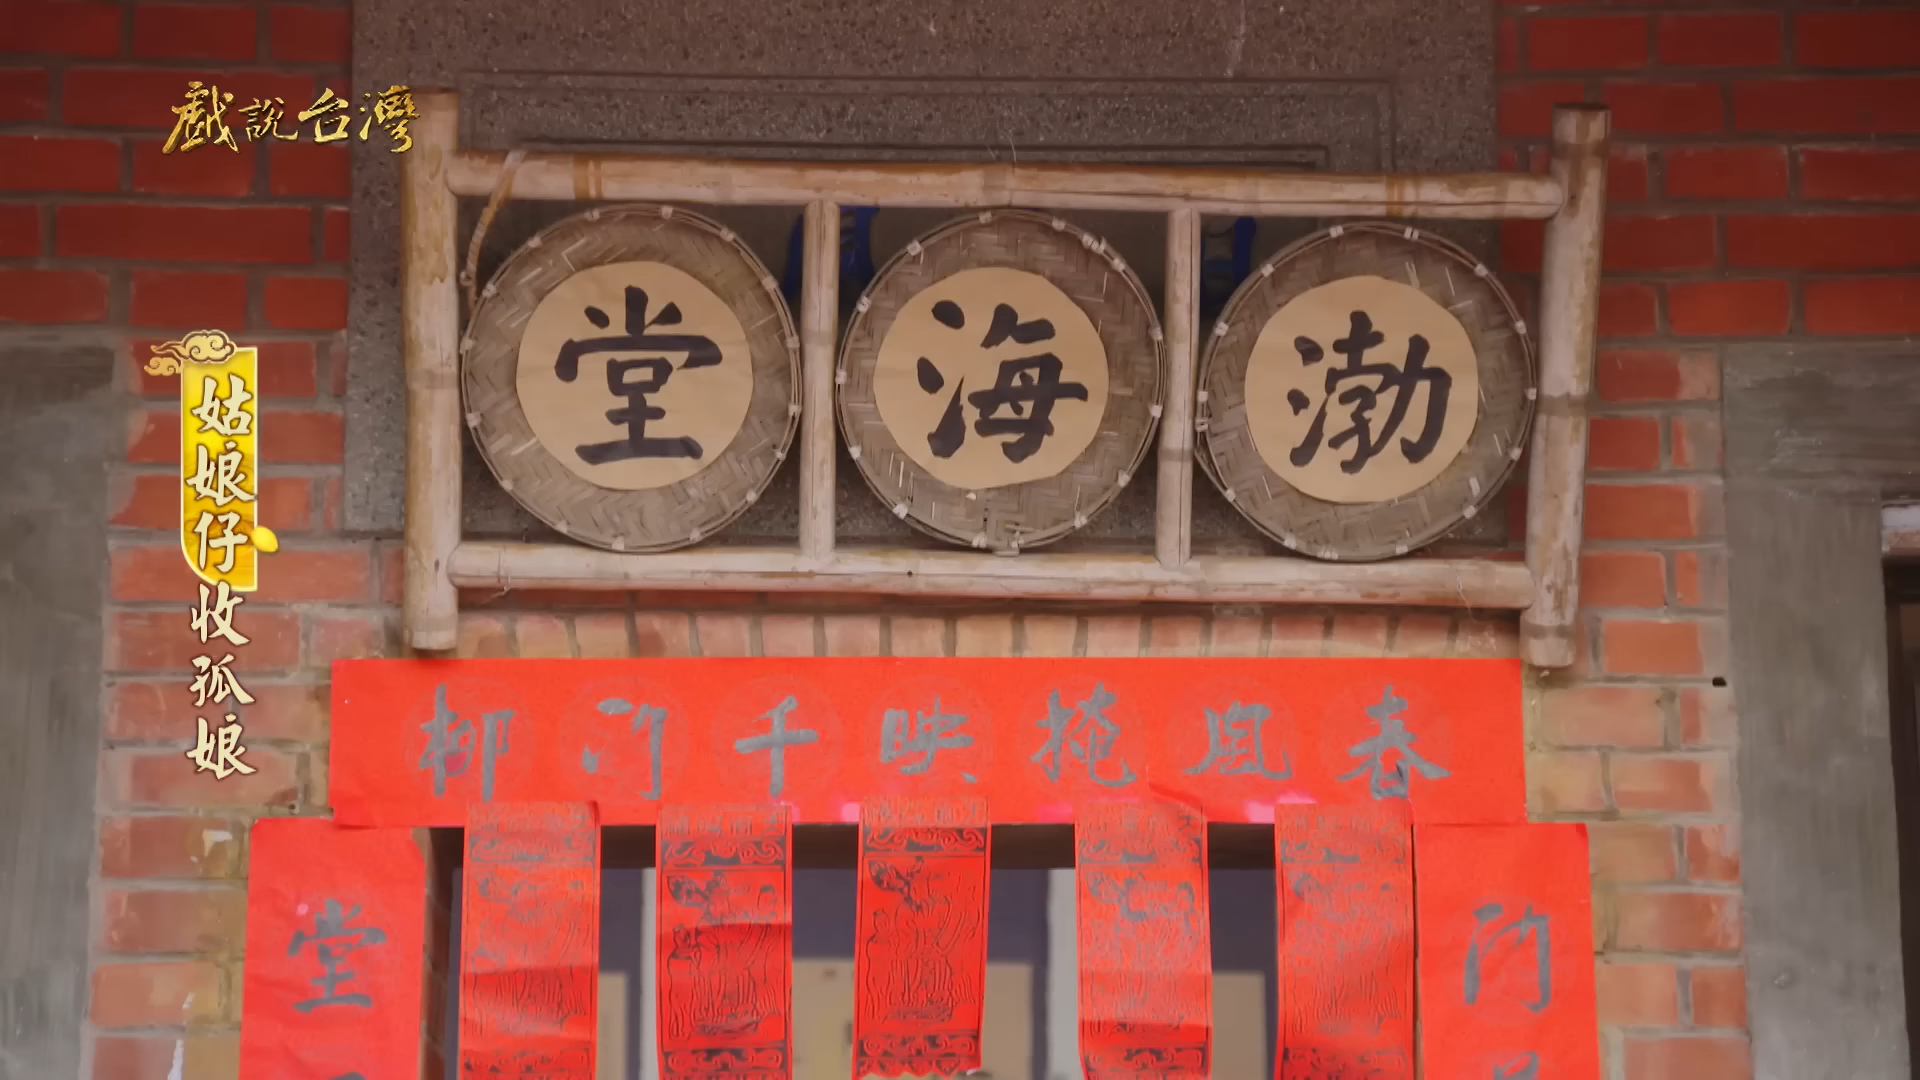 戲說台灣
姑娘仔收孤娘
渤海堂
春風掩映千門柳
門
堂